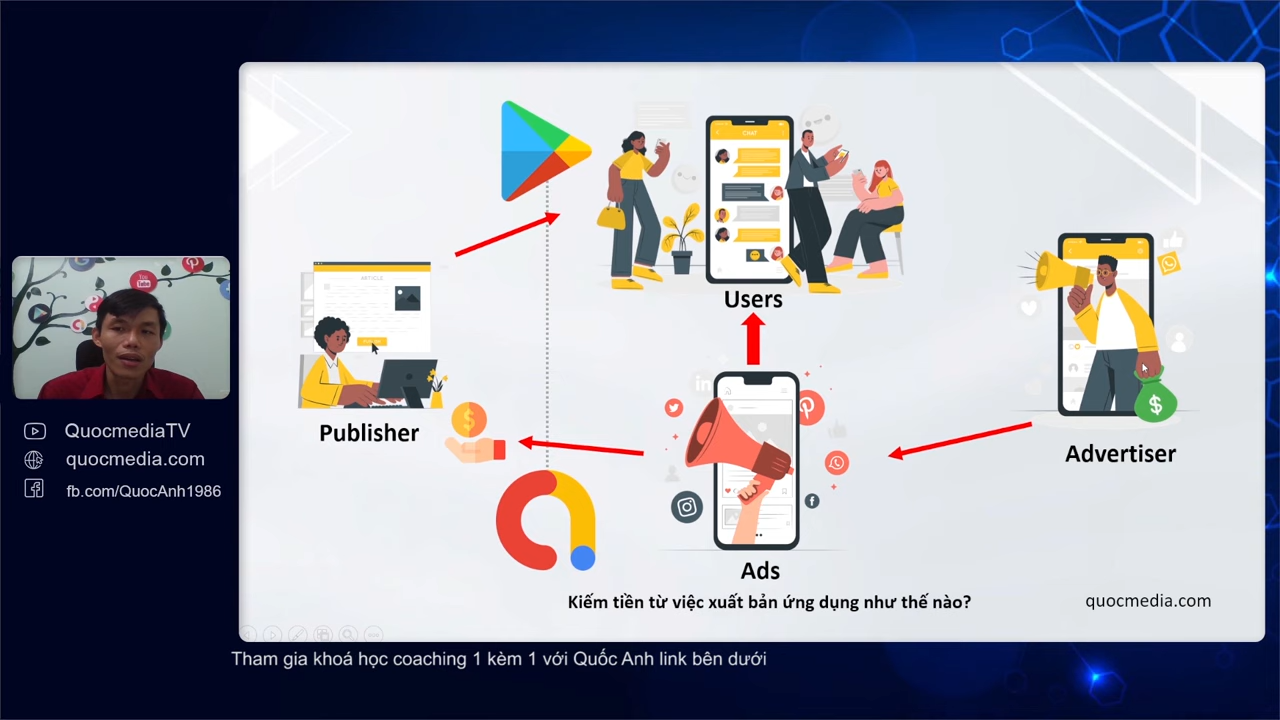 CHAT
Users
ARTICLE
Publisher
Advertiser
Ads
Kiếm tiền từ việc xuất bản ứng dụng như thế nào?
quocmedia.com
QuocmediaTV
quocmedia.com
fb.com/QuocAnh1986
Tham gia khoá học coaching 1 kèm 1 với Quốc Anh link bên dưới